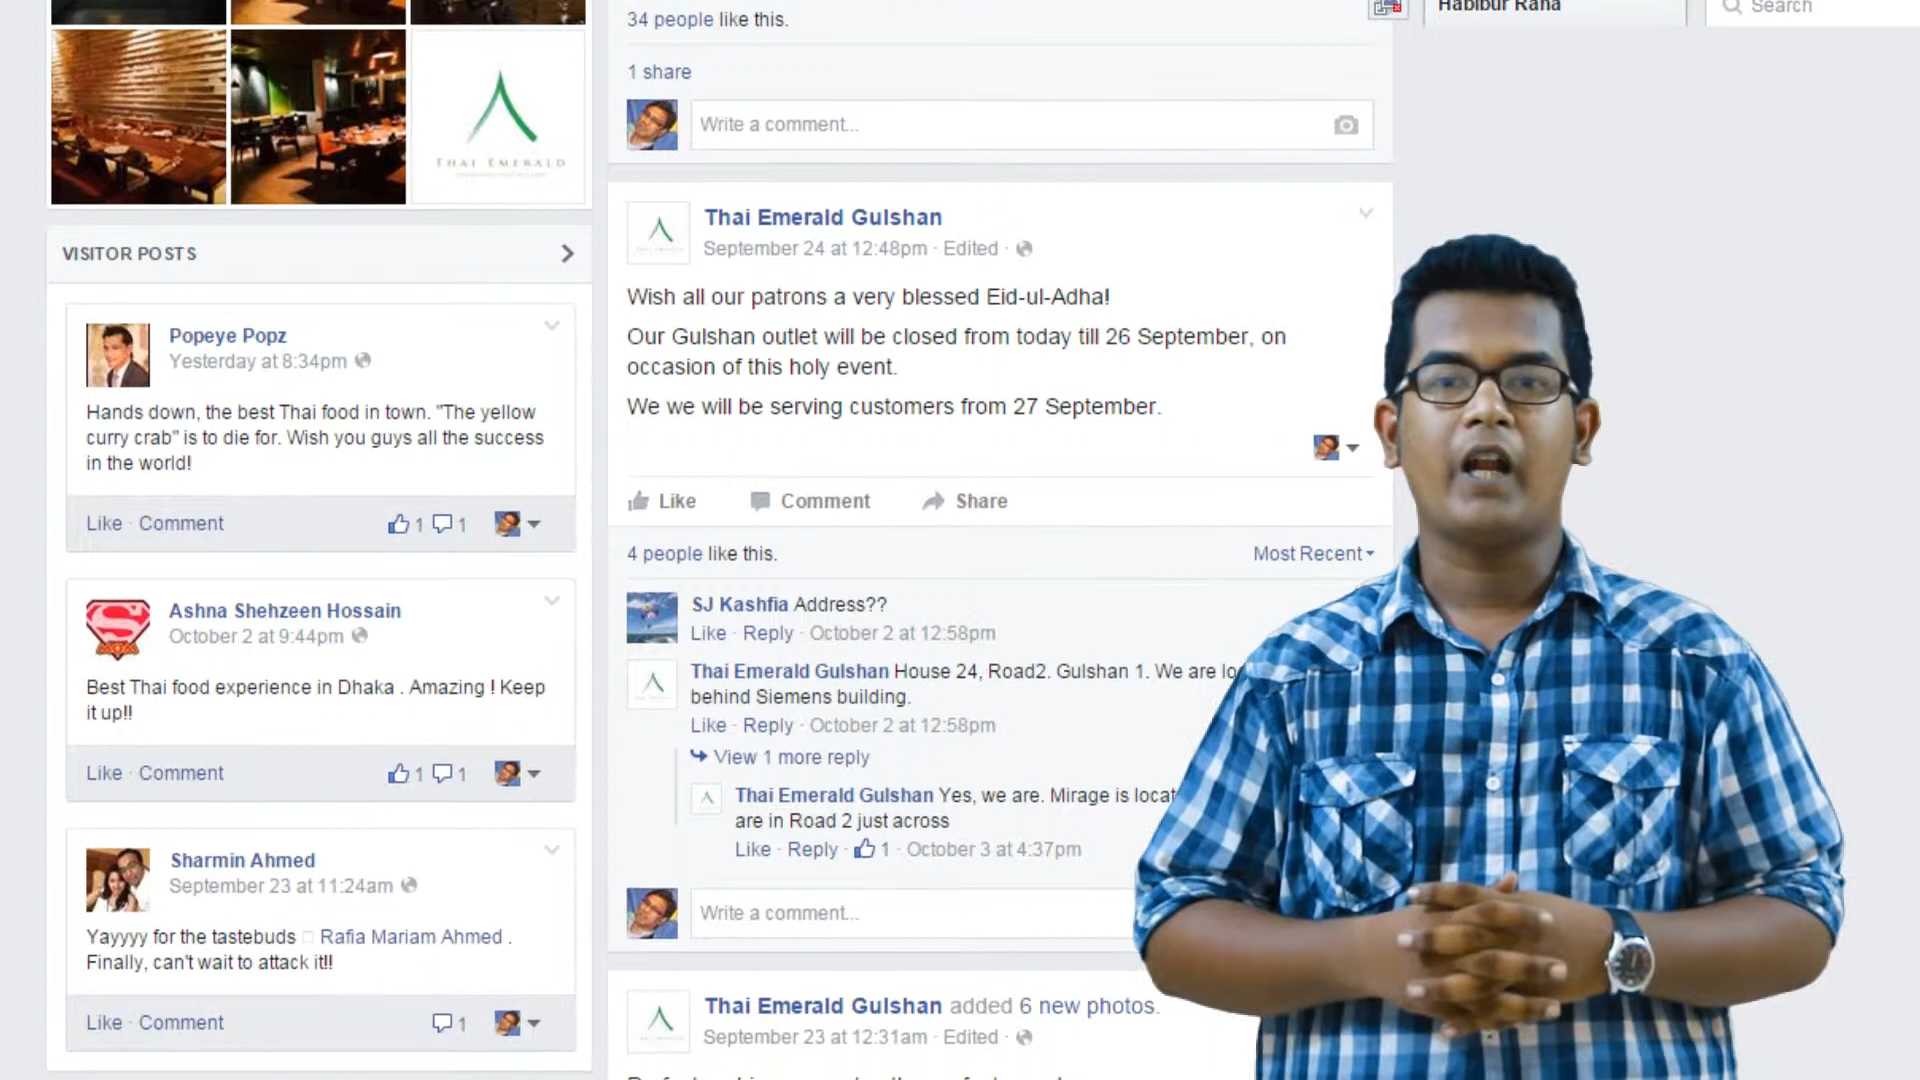 34 people like this.
Habibur Rana
Search
1 share
Write a comment...
THAI EMERALD
Thai Emerald Gulshan
September 24 at 12:48pm · Edited ·
VISITOR POSTS
Wish all our patrons a very blessed Eid-ul-Adha!
Our Gulshan outlet will be closed from today till 26 September, on
occasion of this holy event.
We we will be serving customers from 27 September.
Like Comment Share
4 people like this.
Most Recent
SJ Kashfia Address??
Like · Reply · October 2 at 12:58pm
Thai Emerald Gulshan House 24, Road2. Gulshan 1. We are lo
behind Siemens building.
Like · Reply · October 2 at 12:58pm
View 1 more reply
Thai Emerald Gulshan Yes, we are. Mirage is locat
are in Road 2 just across
Like · Reply · 1 · October 3 at 4:37pm
Write a comment...
Thai Emerald Gulshan added 6 new photos.
September 23 at 12:31am · Edited ·
Popeye Popz
Yesterday at 8:34pm
Hands down, the best Thai food in town. "The yellow
curry crab" is to die for. Wish you guys all the success
in the world!
Like · Comment 1 1
Ashna Shehzeen Hossain
October 2 at 9:44pm
Best Thai food experience in Dhaka . Amazing ! Keep
it up!!
Like · Comment 1 1
Sharmin Ahmed
September 23 at 11:24am
Yayyyy for the tastebuds Rafia Mariam Ahmed .
Finally, can't wait to attack it!!
Like · Comment 1